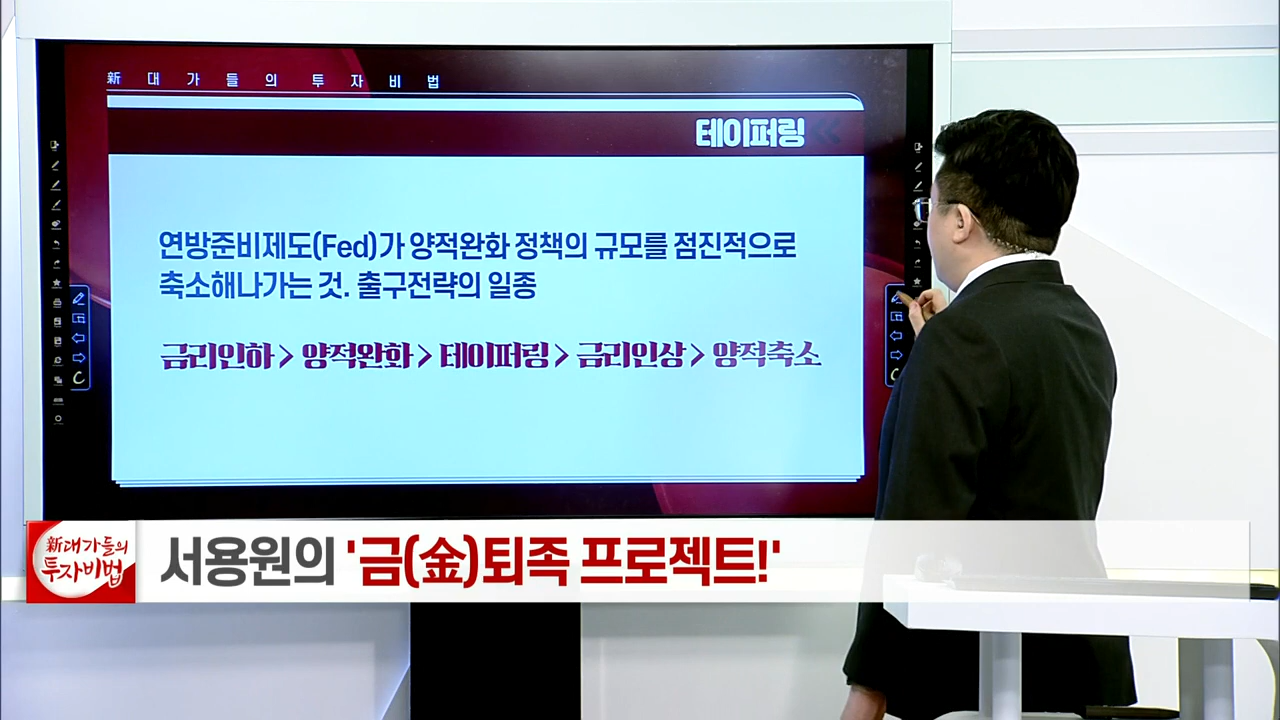 新 대 가 들 의 투 자 비 법
테이퍼링
연방준비제도(Fed)가 양적완화 정책의 규모를 점진적으로
축소해나가는 것. 출구전략의 일종
금리인하 > 양적완화 > 테이퍼링 > 금리인상 > 양적축소
新대가들의
투자비법
서용원의 '금(金)퇴족 프로젝트!'